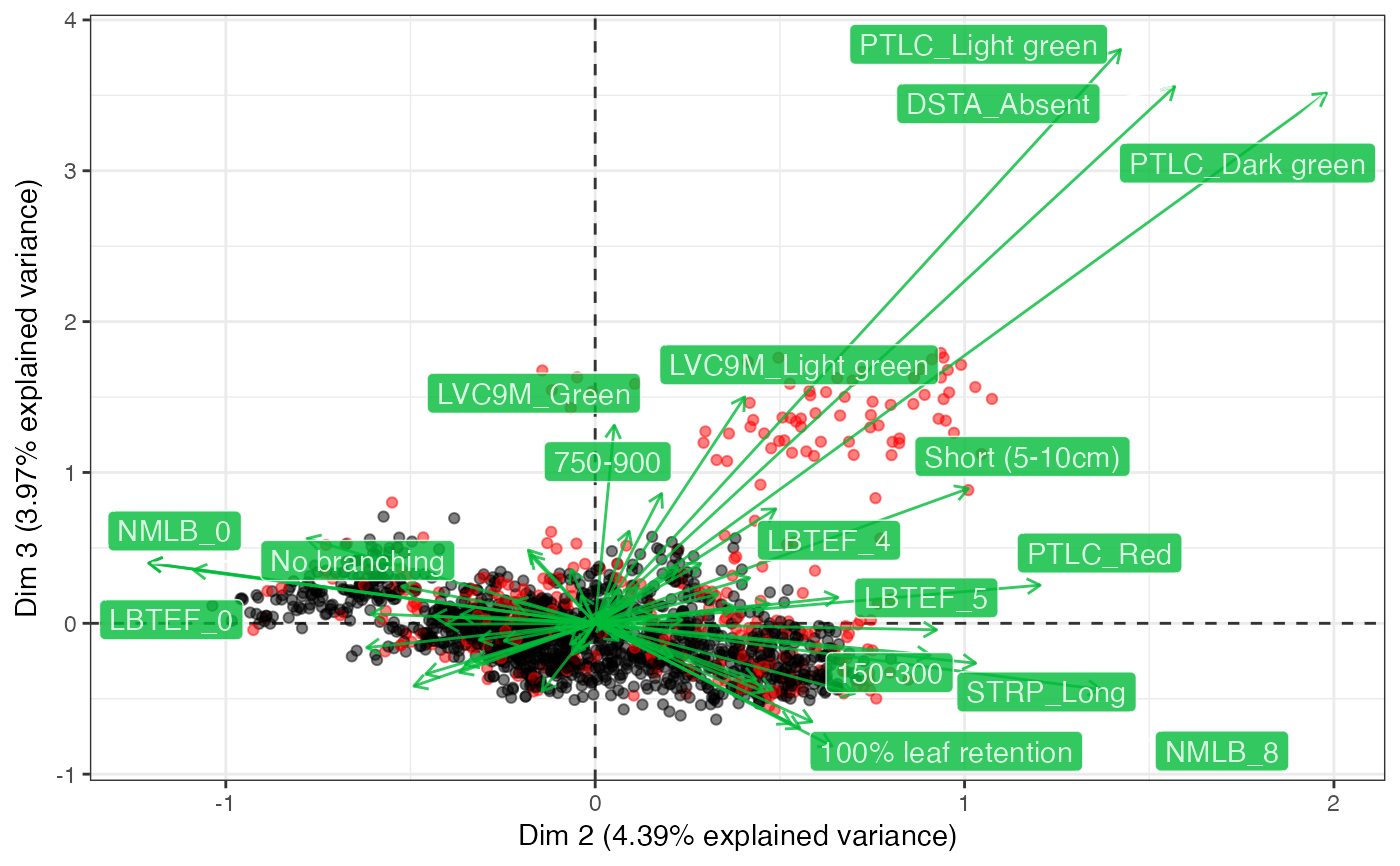 4
3
2
1
0
-1
Dim 3 (3.97% explained variance)
PTLC_Light green
DSTA_Absent
PTLC_Dark green
LVC9M_Light green
LVC9M_Green
750-900
Short (5-10cm)
NMLB_0
LBTEF_4
PTLC_Red
No branching
LBTEF_5
LBTEF_0
150-300
STRP_Long
100% leaf retention
NMLB_8
-1
0
1
2
Dim 2 (4.39% explained variance)